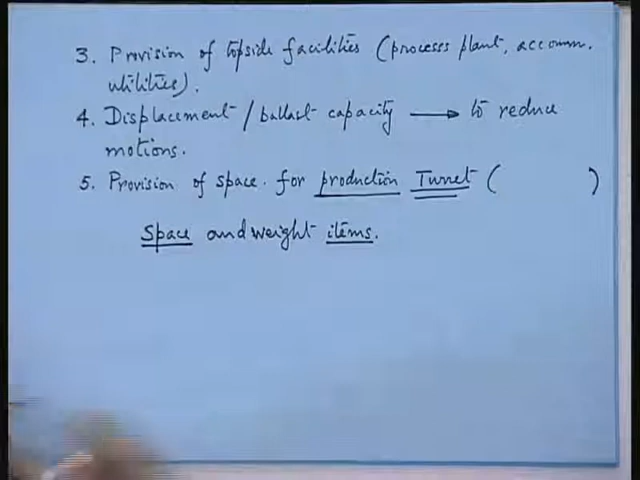 3. Provision of topside facilities (process plant, accomm.
utilities).
4. Displacement / ballast capacity → to reduce
motions.
5. Provision of space. for production Turret (          )
Space and weight items.